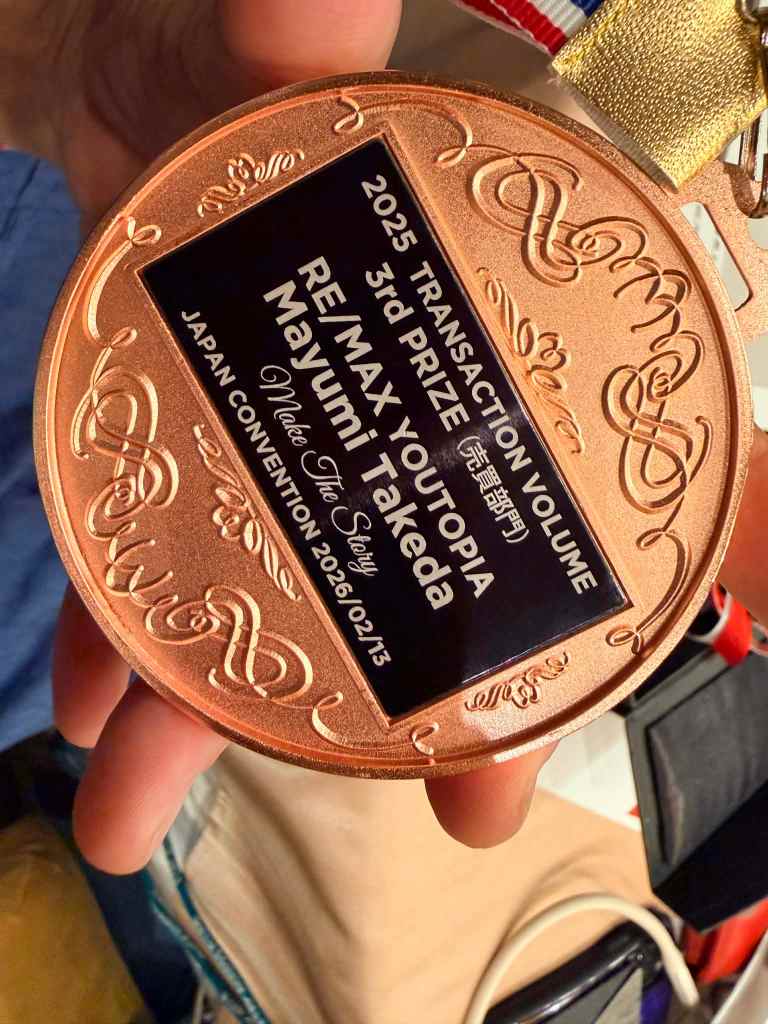 2025 TRANSACTION VOLUME
3rd PRIZE (売買部門)
RE/MAX YOUTOPIA
Mayumi Takeda
Make The Story
JAPAN CONVENTION 2026/02/13